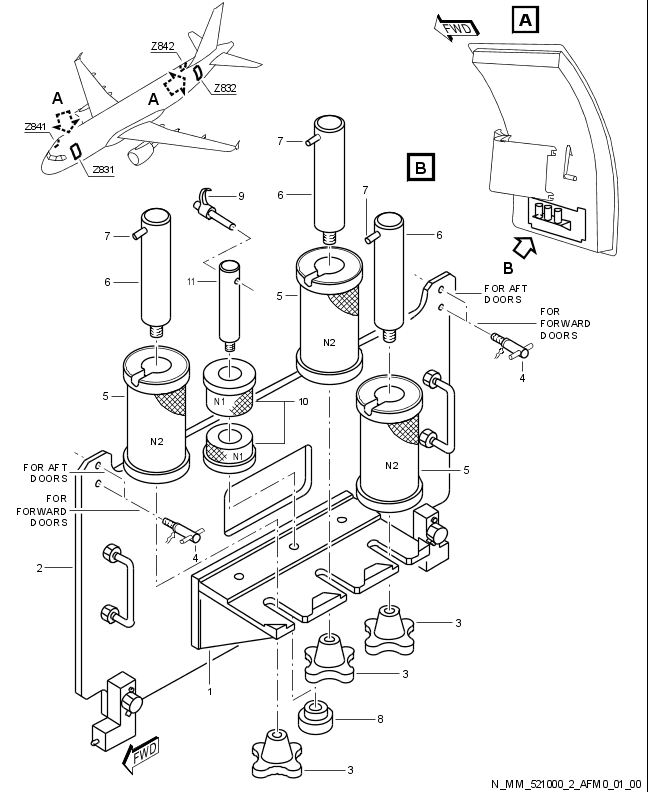 Z842
A
FWD
A
A
Z832
Z841
Z831
7
B
6
9
7
7
6
6
11
5
B
FOR AFT
DOORS
FOR
FORWARD
DOORS
N2
4
5
N1
10
N2
N1
N2
5
FOR AFT
DOORS
FOR
FORWARD
DOORS
4
2
3
1
3
8
FWD
3
N_MM_521000_2_AFM0_01_00